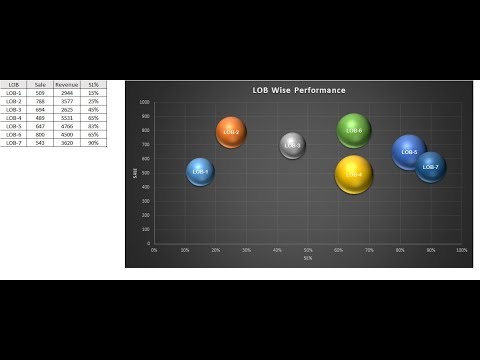 LOB Sale Revenue SL%
LOB-1 509 2944 15%
LOB-2 788 3577 25%
LOB-3 694 2625 45%
LOB-4 489 5531 65%
LOB-5 647 4766 83%
LOB-6 800 4500 65%
LOB-7 543 3620 90%
LOB Wise Performance
1000
900
800
700
600
500
400
300
200
100
0
SALE
LOB-1
LOB-2
LOB-3
LOB-6
LOB-4
LOB-5
LOB-7
0% 10% 20% 30% 40% 50% 60% 70% 80% 90% 100%
SL%